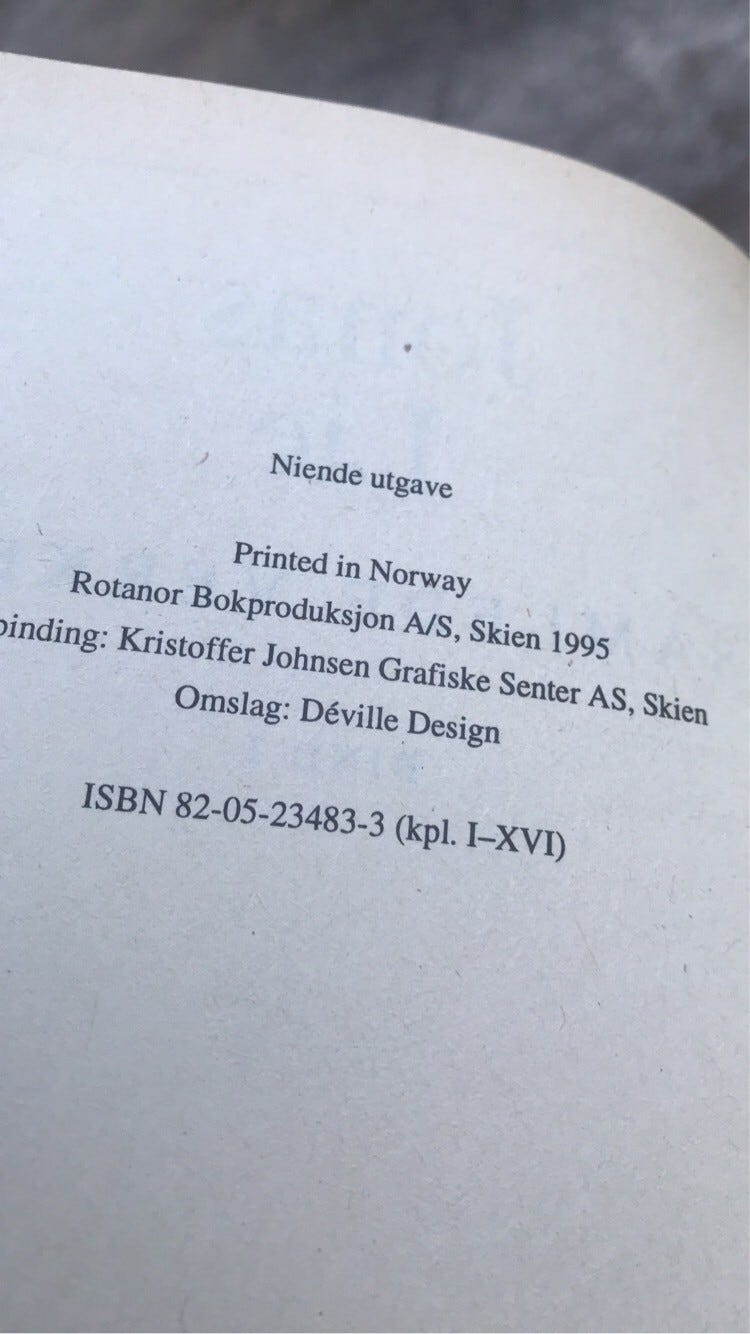 Niende utgave
Printed in Norway
Rotanor Bokproduksjon A/S, Skien 1995
binding: Kristoffer Johnsen Grafiske Senter AS, Skien
Omslag: Déville Design
ISBN 82-05-23483-3 (kpl. I–XVI)